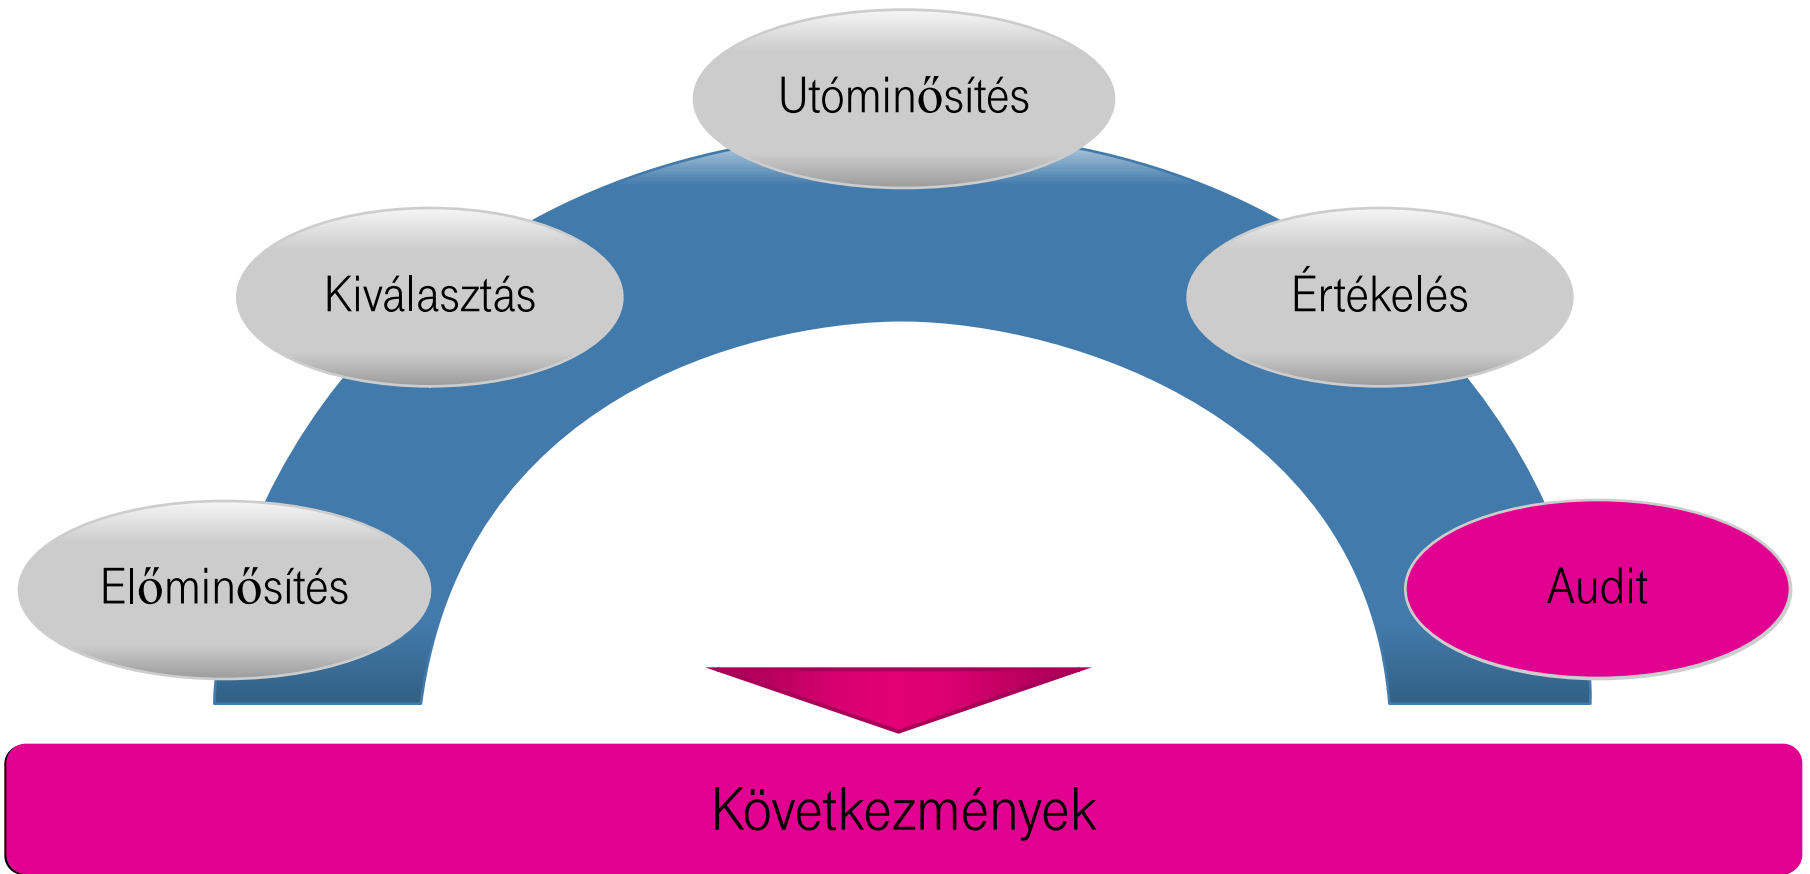 Utóminősítés
Kiválasztás
Értékelés
Előminősítés
Audit
Következmények